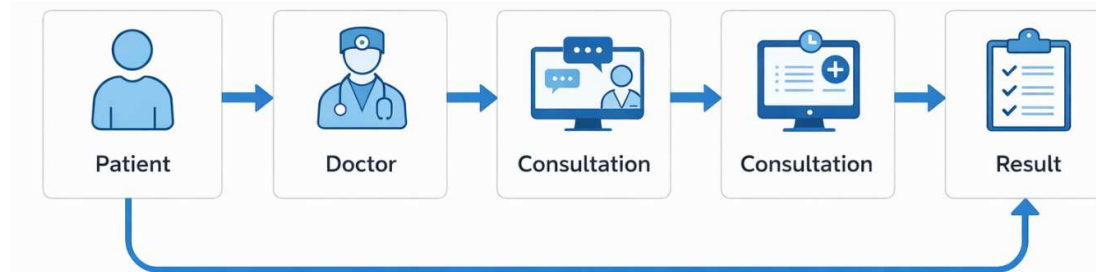 Patient
Doctor
Consultation
Consultation
Result